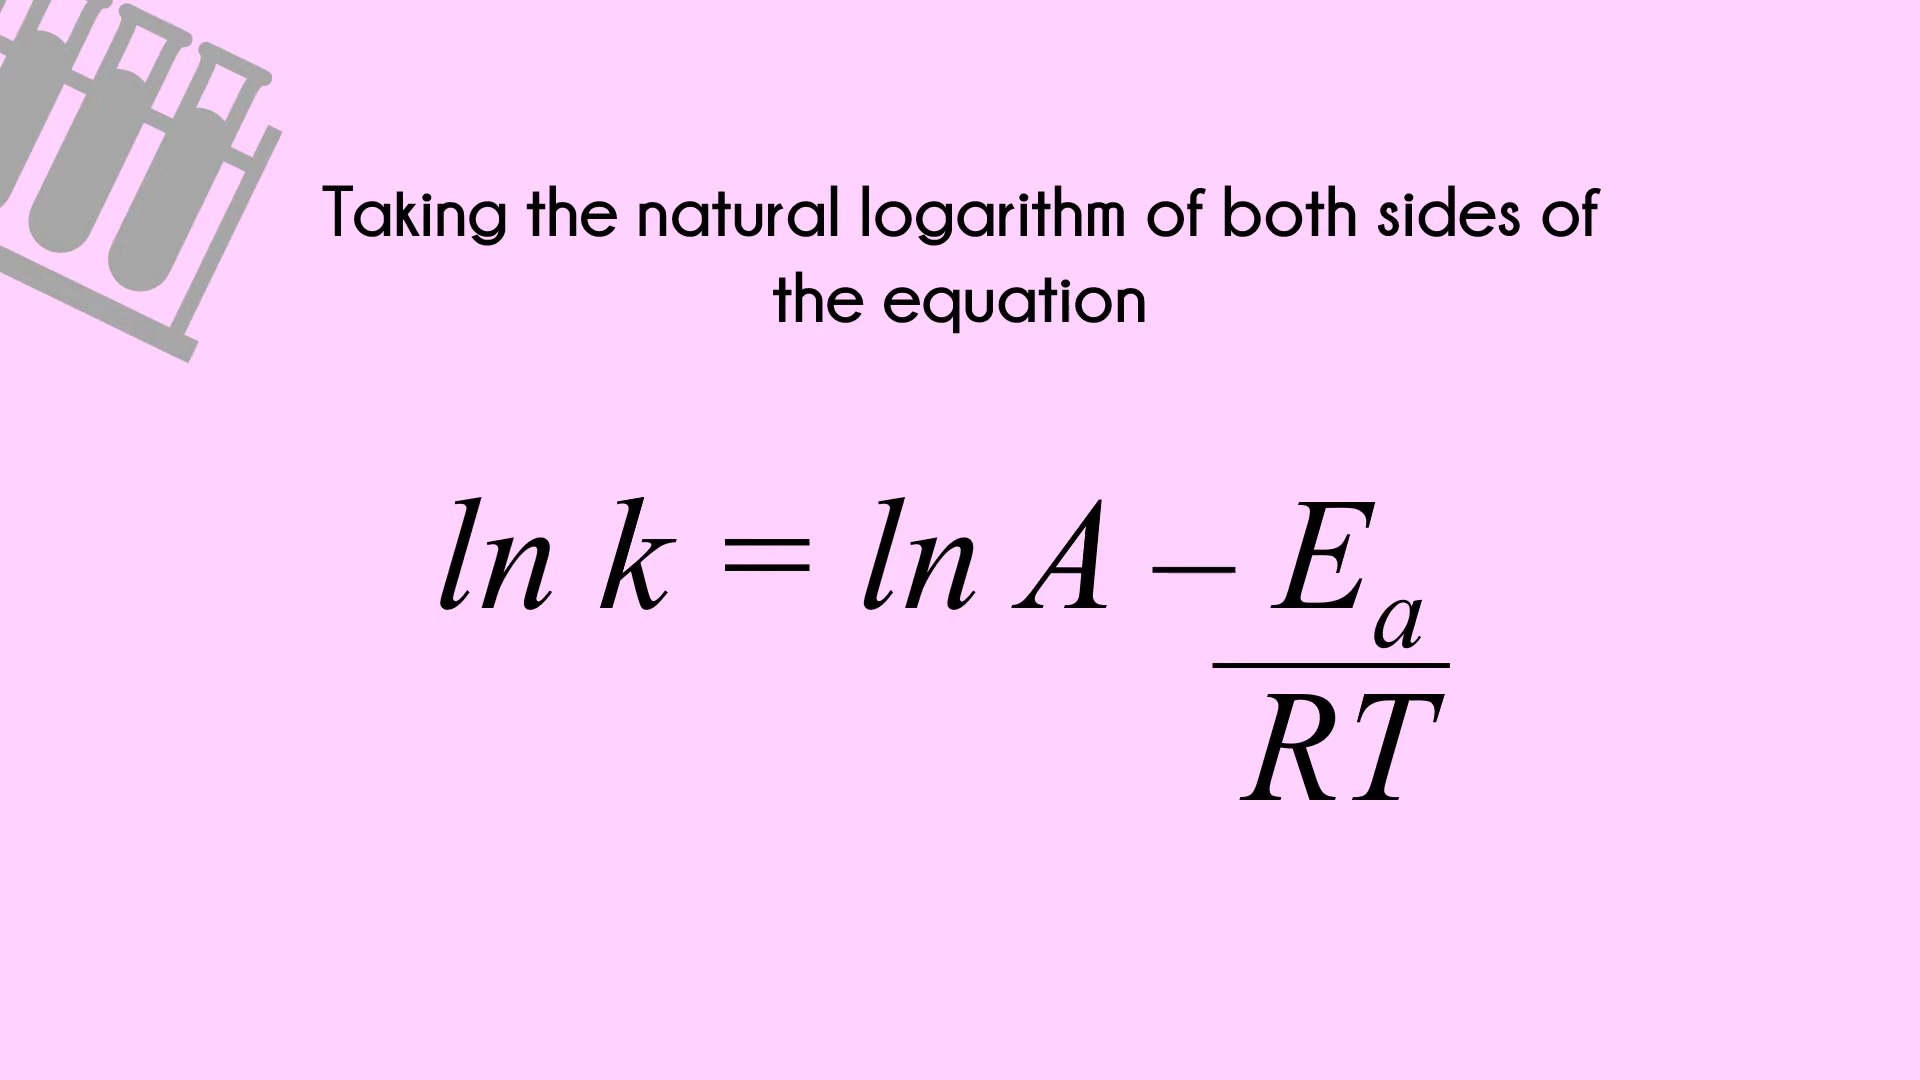 Taking the natural logarithm of both sides of
the equation
ln k = ln A – Ea
RT